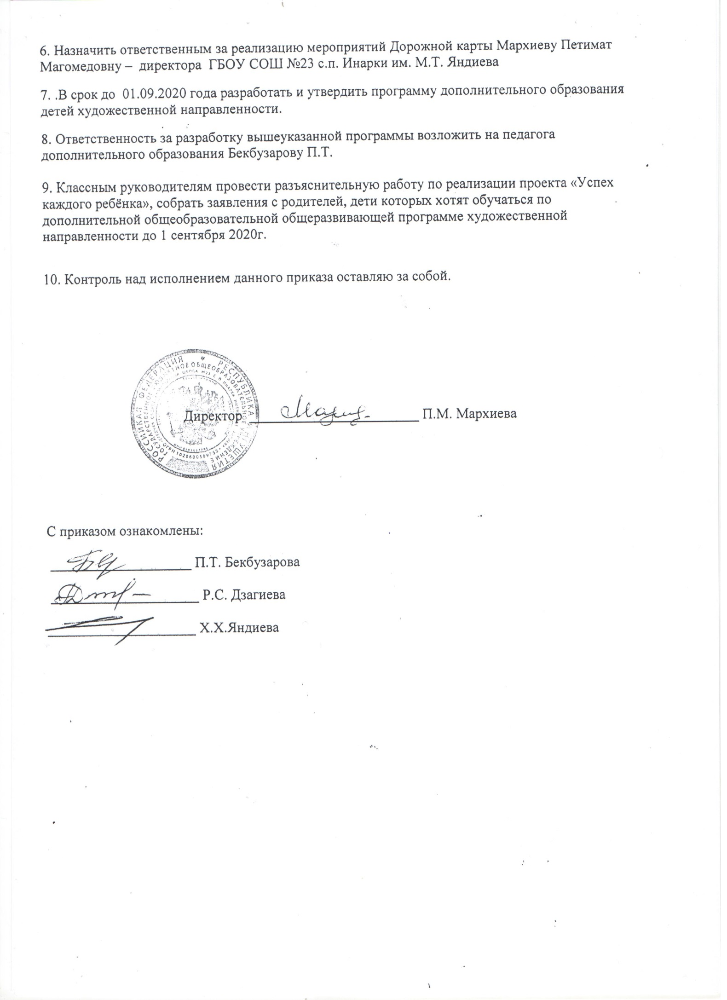 6. Назначить ответственным за реализацию мероприятий Дорожной карты Мархиеву Петимат
Магомедовну – директора ГБОУ СОШ №23 с.п. Инарки им. М.Т. Яндиева
7. .В срок до 01.09.2020 года разработать и утвердить программу дополнительного образования
детей художественной направленности.
8. Ответственность за разработку вышеуказанной программы возложить на педагога
дополнительного образования Бекбузарову П.Т.
9. Классным руководителям провести разъяснительную работу по реализации проекта «Успех
каждого ребёнка», собрать заявления с родителей, дети которых хотят обучаться по
дополнительной общеобразовательной общеразвивающей программе художественной
направленности до 1 сентября 2020г.
10. Контроль над исполнением данного приказа оставляю за собой.
РОССИЙСКАЯ ФЕДЕРАЦИЯ * РЕСПУБЛИКА ИНГУШЕТИЯ
ОБЩЕОБРАЗОВАТЕЛЬНОЕ УЧРЕЖДЕНИЕ
ОГРН 1020600509753
Директор П.М. Мархиева
С приказом ознакомлены:
П.Т. Бекбузарова
Р.С. Дзагиева
Х.Х.Яндиева